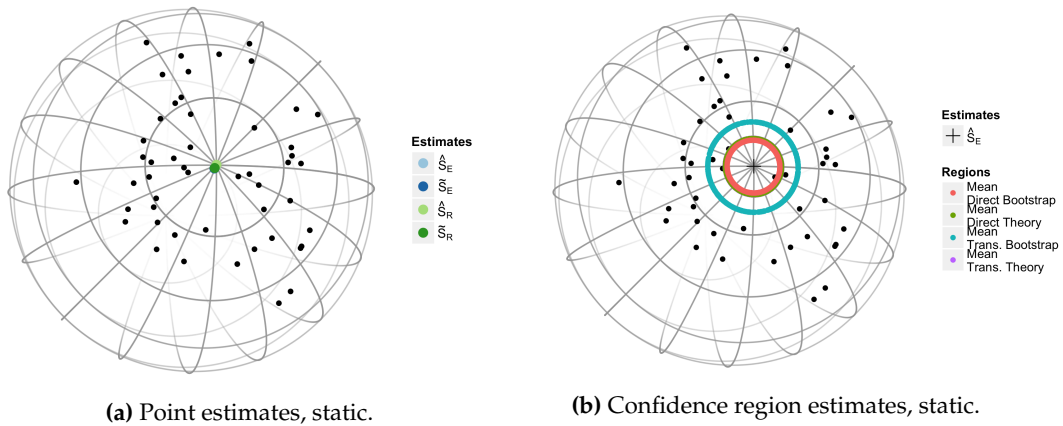 Estimates
Ŝ_E
S̃_E
Ŝ_R
S̃_R
Estimates
Ŝ_E
Regions
Mean
Direct Bootstrap
Mean
Direct Theory
Mean
Trans. Bootstrap
Mean
Trans. Theory
(a) Point estimates, static.
(b) Confidence region estimates, static.